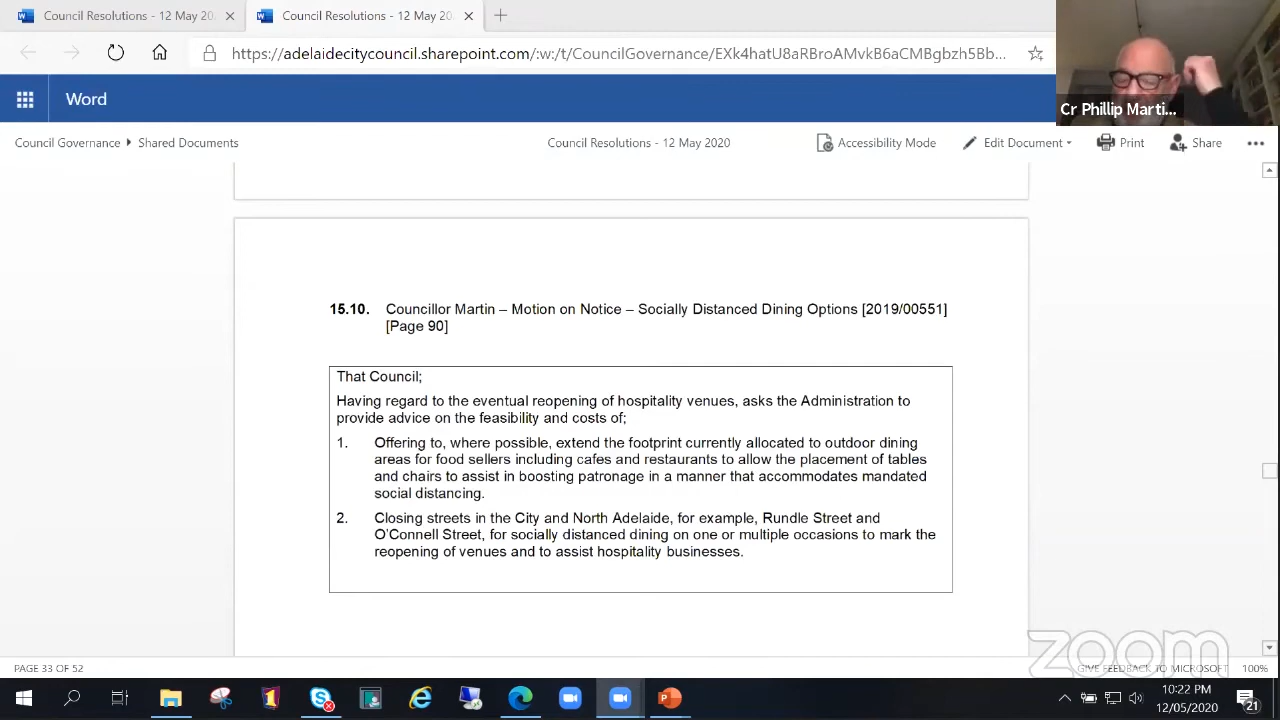 Council Resolutions - 12 May 20
Council Resolutions - 12 May 20
https://adelaidecitycouncil.sharepoint.com/:w:/t/CouncilGovernance/EXk4hatU8aRBroAMvkB6aCMBgbzh5Bb...
Cr Phillip Marti...
Word
Council Governance Shared Documents
Council Resolutions - 12 May 2020
Accessibility Mode
Edit Document
Print
Share
15.10. Councillor Martin – Motion on Notice – Socially Distanced Dining Options [2019/00551]
[Page 90]
That Council;
Having regard to the eventual reopening of hospitality venues, asks the Administration to
provide advice on the feasibility and costs of;
1. Offering to, where possible, extend the footprint currently allocated to outdoor dining
areas for food sellers including cafes and restaurants to allow the placement of tables
and chairs to assist in boosting patronage in a manner that accommodates mandated
social distancing.
2. Closing streets in the City and North Adelaide, for example, Rundle Street and
O'Connell Street, for socially distanced dining on one or multiple occasions to mark the
reopening of venues and to assist hospitality businesses.
zoom
PAGE 33 OF 52
GIVE FEEDBACK TO MICROSOFT
100%
10:22 PM
12/05/2020
21